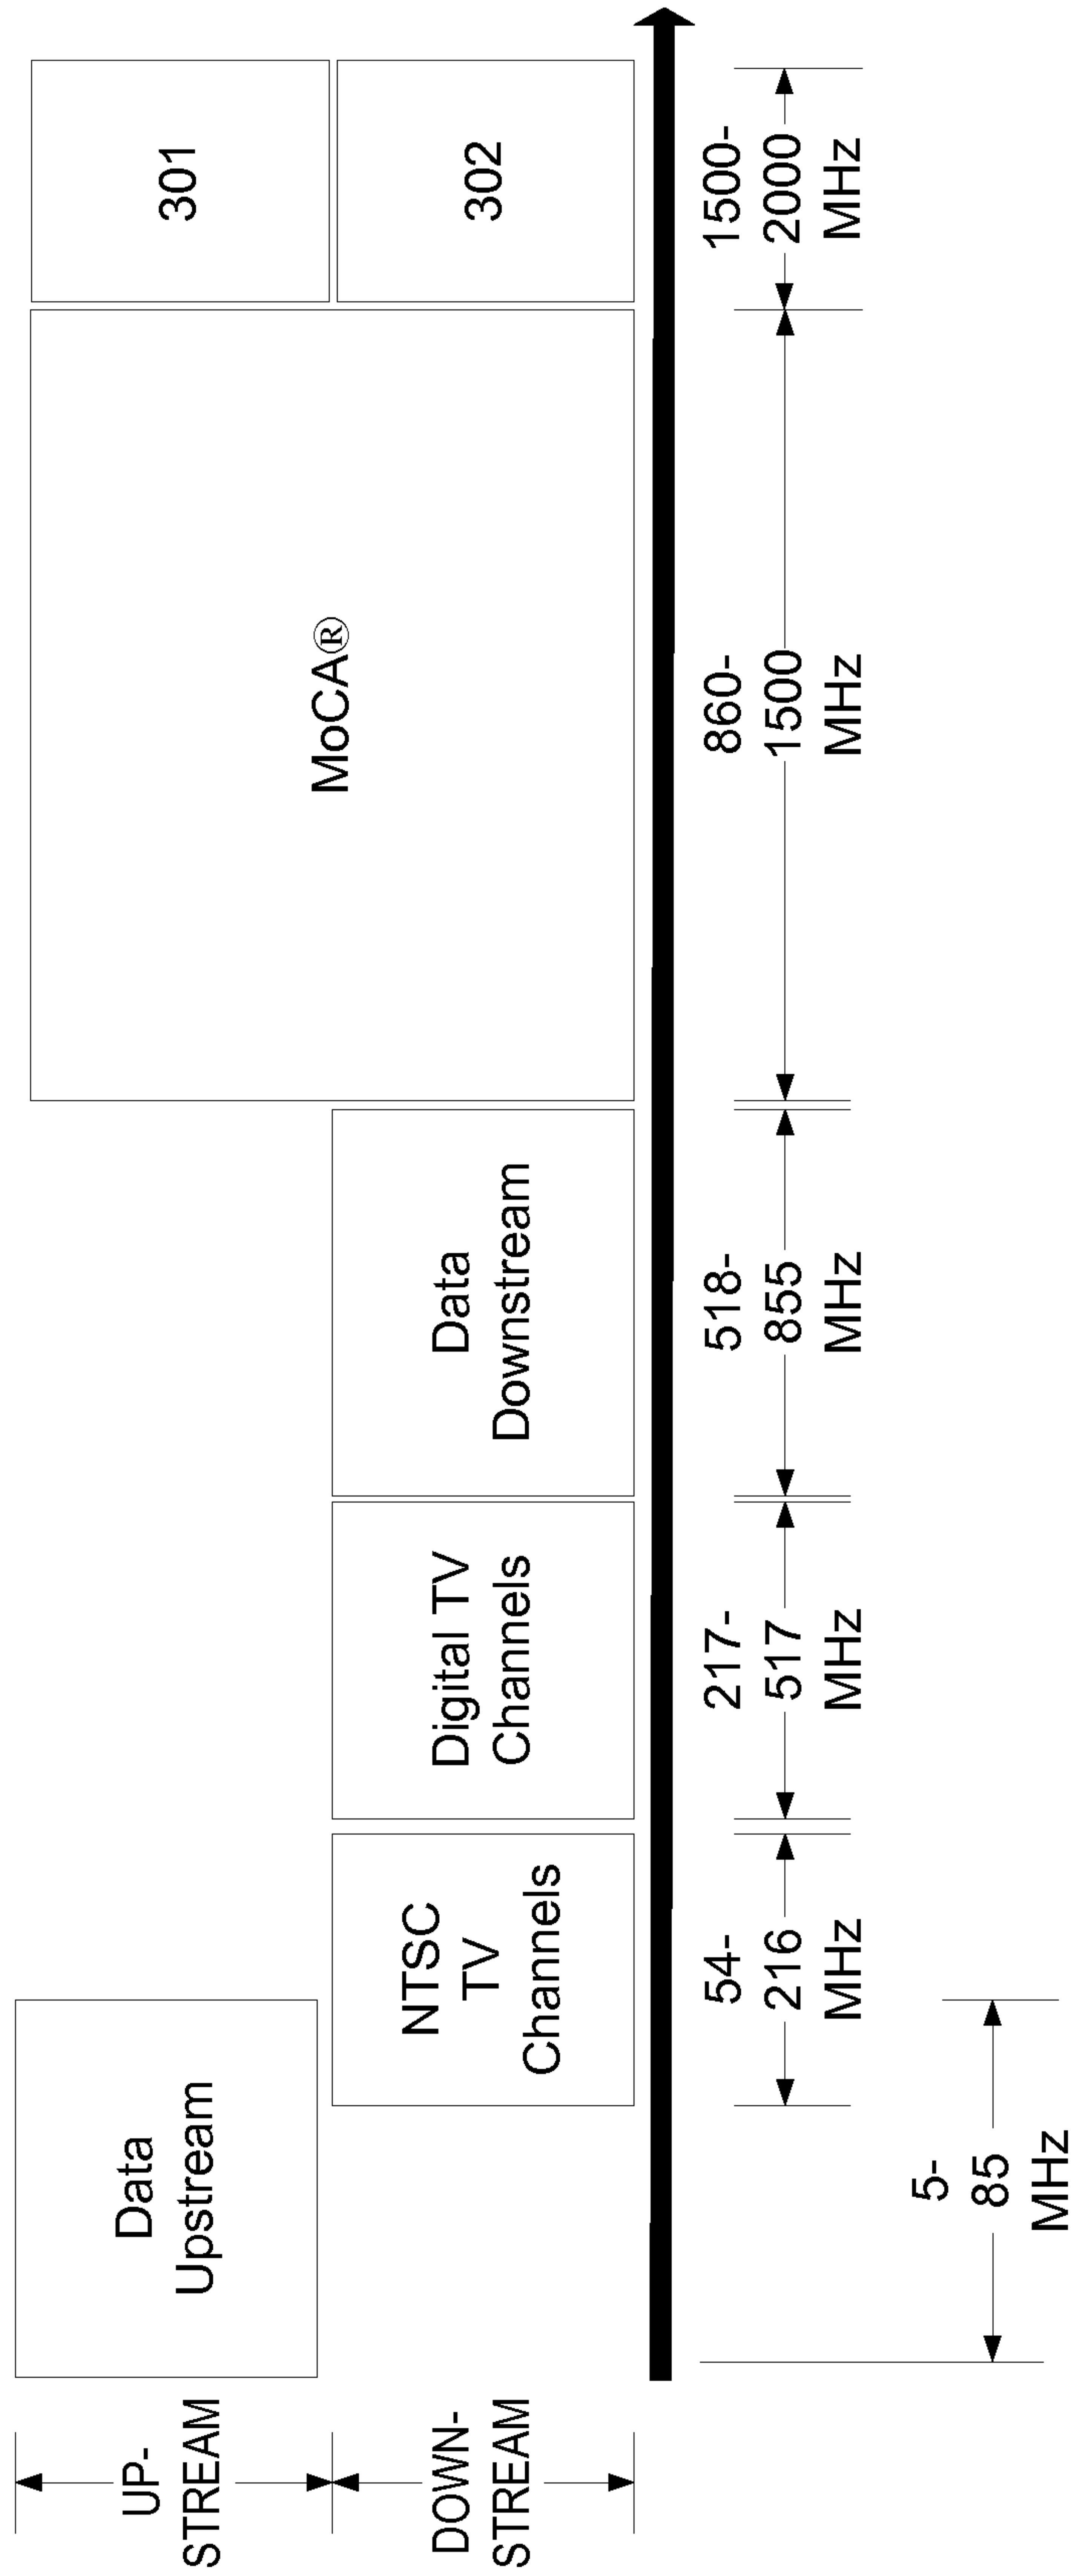 UP-
STREAM
DOWN-
STREAM
Data
Upstream
NTSC
TV
Channels
Digital TV
Channels
Data
Downstream
MoCA®
301
302
5-
85
MHz
54-
216
MHz
217-
517
MHz
518-
855
MHz
860-
1500
MHz
1500-
2000
MHz